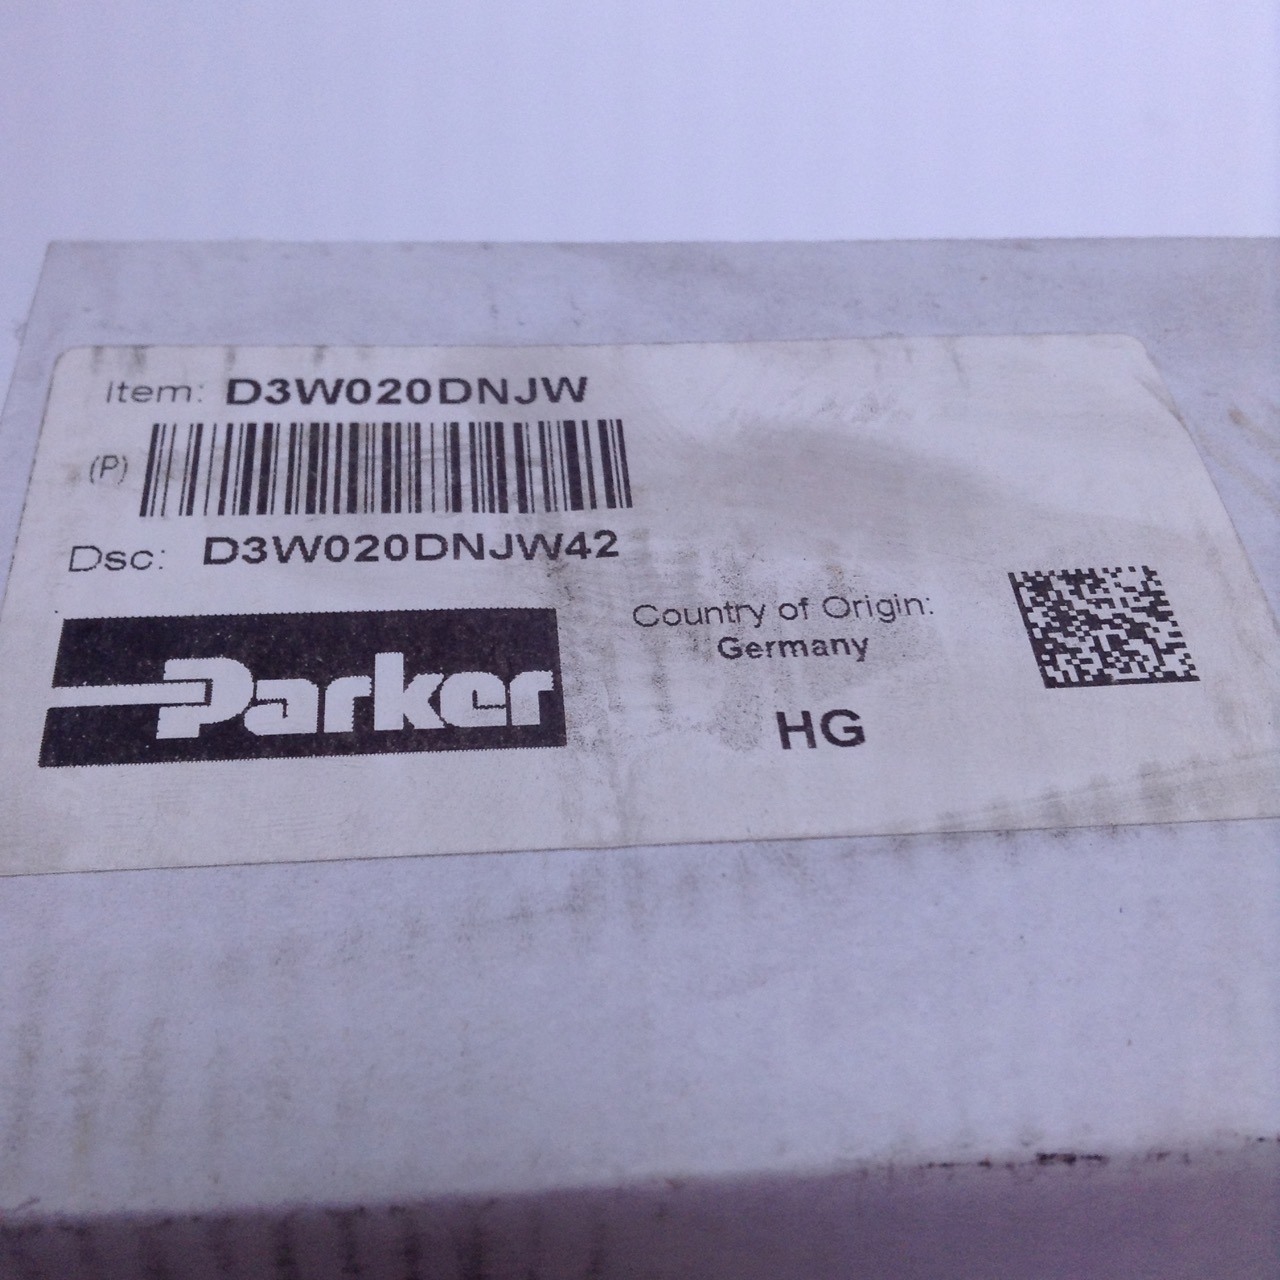 Item: D3W020DNJW
(P)
Dsc: D3W020DNJW42
Parker
Country of Origin:
Germany
HG